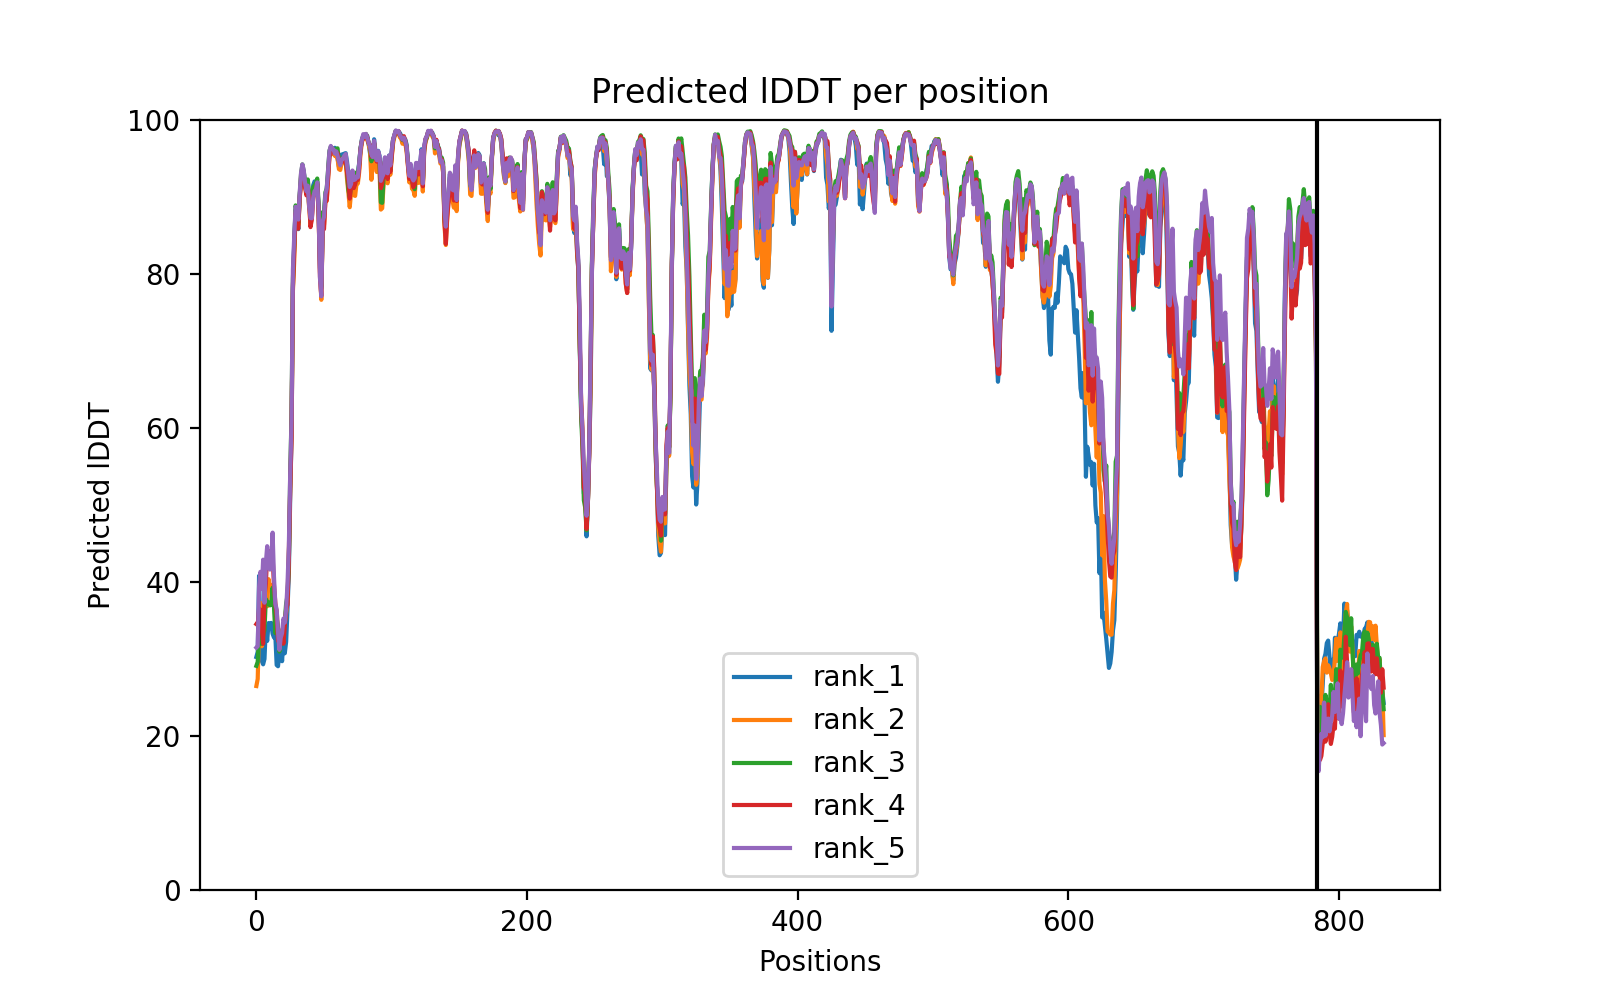 Predicted lDDT per position
100
80
60
40
20
0
Predicted lDDT
rank_1
rank_2
rank_3
rank_4
rank_5
0 200 400 600 800
Positions